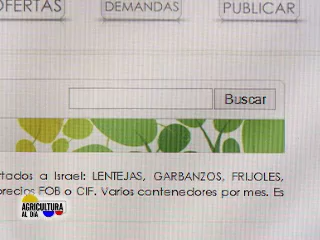 OFERTAS DEMANDAS PUBLICAR
Buscar
rtados a Israel: LENTEJAS, GARBANZOS, FRIJOLES,
precios FOB o CIF. Varios contenedores por mes. Es
AGRICULTURA
AL DIA